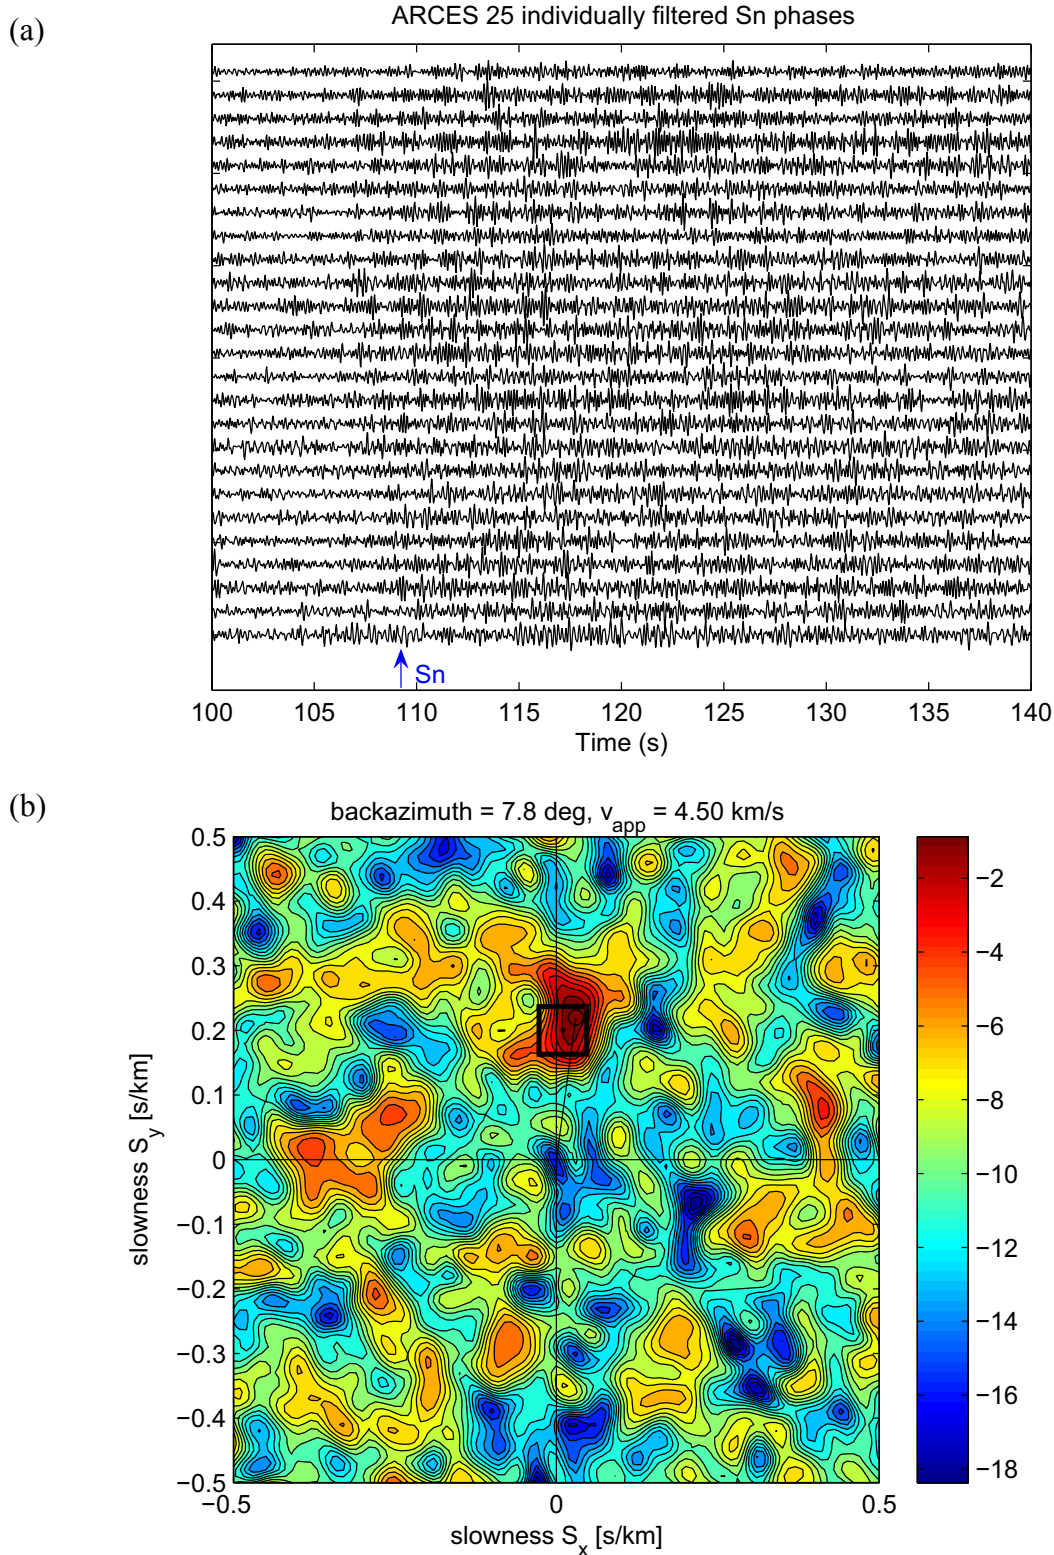 (a)
ARCES 25 individually filtered Sn phases
Sn
100 105 110 115 120 125 130 135 140
Time (s)
(b)
backazimuth = 7.8 deg, v_app = 4.50 km/s
0.5
0.4
0.3
0.2
0.1
0
−0.1
−0.2
−0.3
−0.4
−0.5
slowness S_y [s/km]
−0.5 0 0.5
slowness S_x [s/km]
−2
−4
−6
−8
−10
−12
−14
−16
−18